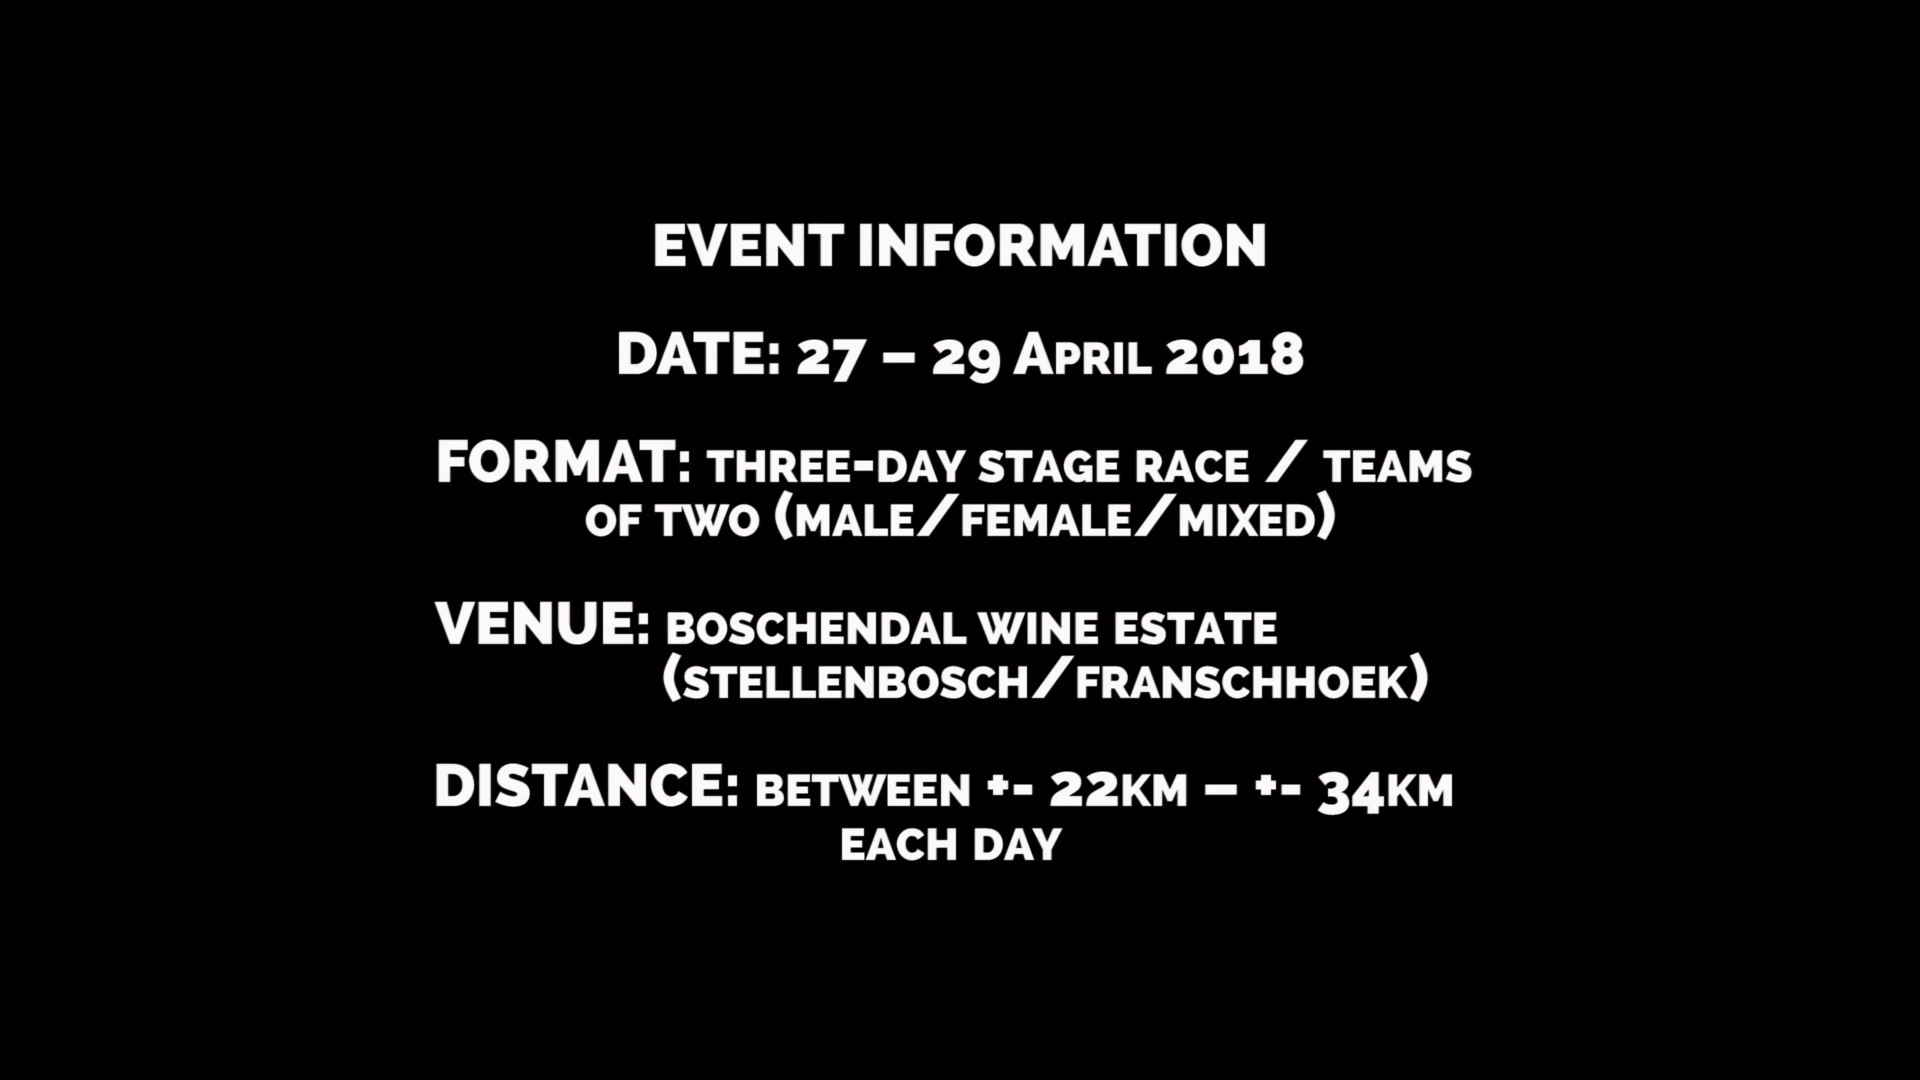 EVENT INFORMATION
DATE: 27 – 29 APRIL 2018
FORMAT: THREE-DAY STAGE RACE / TEAMS
OF TWO (MALE/FEMALE/MIXED)
VENUE: BOSCHENDAL WINE ESTATE
(STELLENBOSCH/FRANSCHHOEK)
DISTANCE: BETWEEN +- 22KM – +- 34KM
EACH DAY